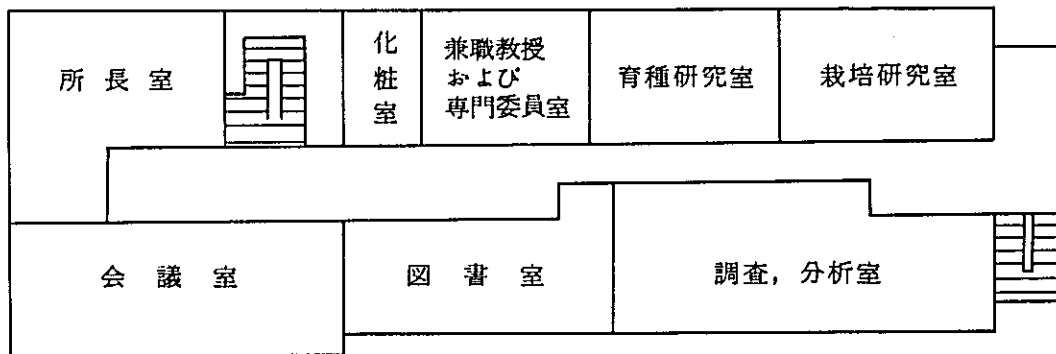 所長室
化粧室
兼職教授
および
専門委員室
育種研究室
栽培研究室
会議室
図書室
調査，分析室